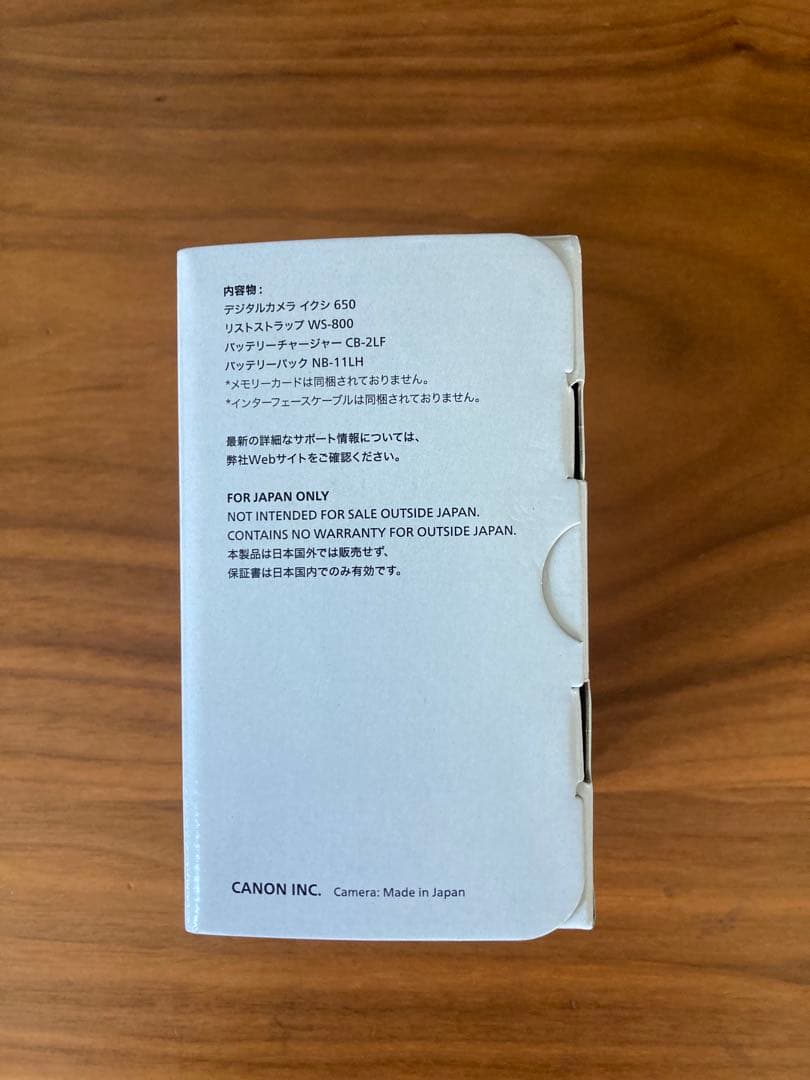 内容物：
デジタルカメラ イクシ 650
リストストラップ WS-800
バッテリーチャージャー CB-2LF
バッテリーパック NB-11LH
*メモリーカードは同梱されておりません。
*インターフェースケーブルは同梱されておりません。
最新の詳細なサポート情報については、
弊社Webサイトをご確認ください。
FOR JAPAN ONLY
NOT INTENDED FOR SALE OUTSIDE JAPAN.
CONTAINS NO WARRANTY FOR OUTSIDE JAPAN.
本製品は日本国外では販売せず、
保証書は日本国内でのみ有効です。
CANON INC. Camera: Made in Japan